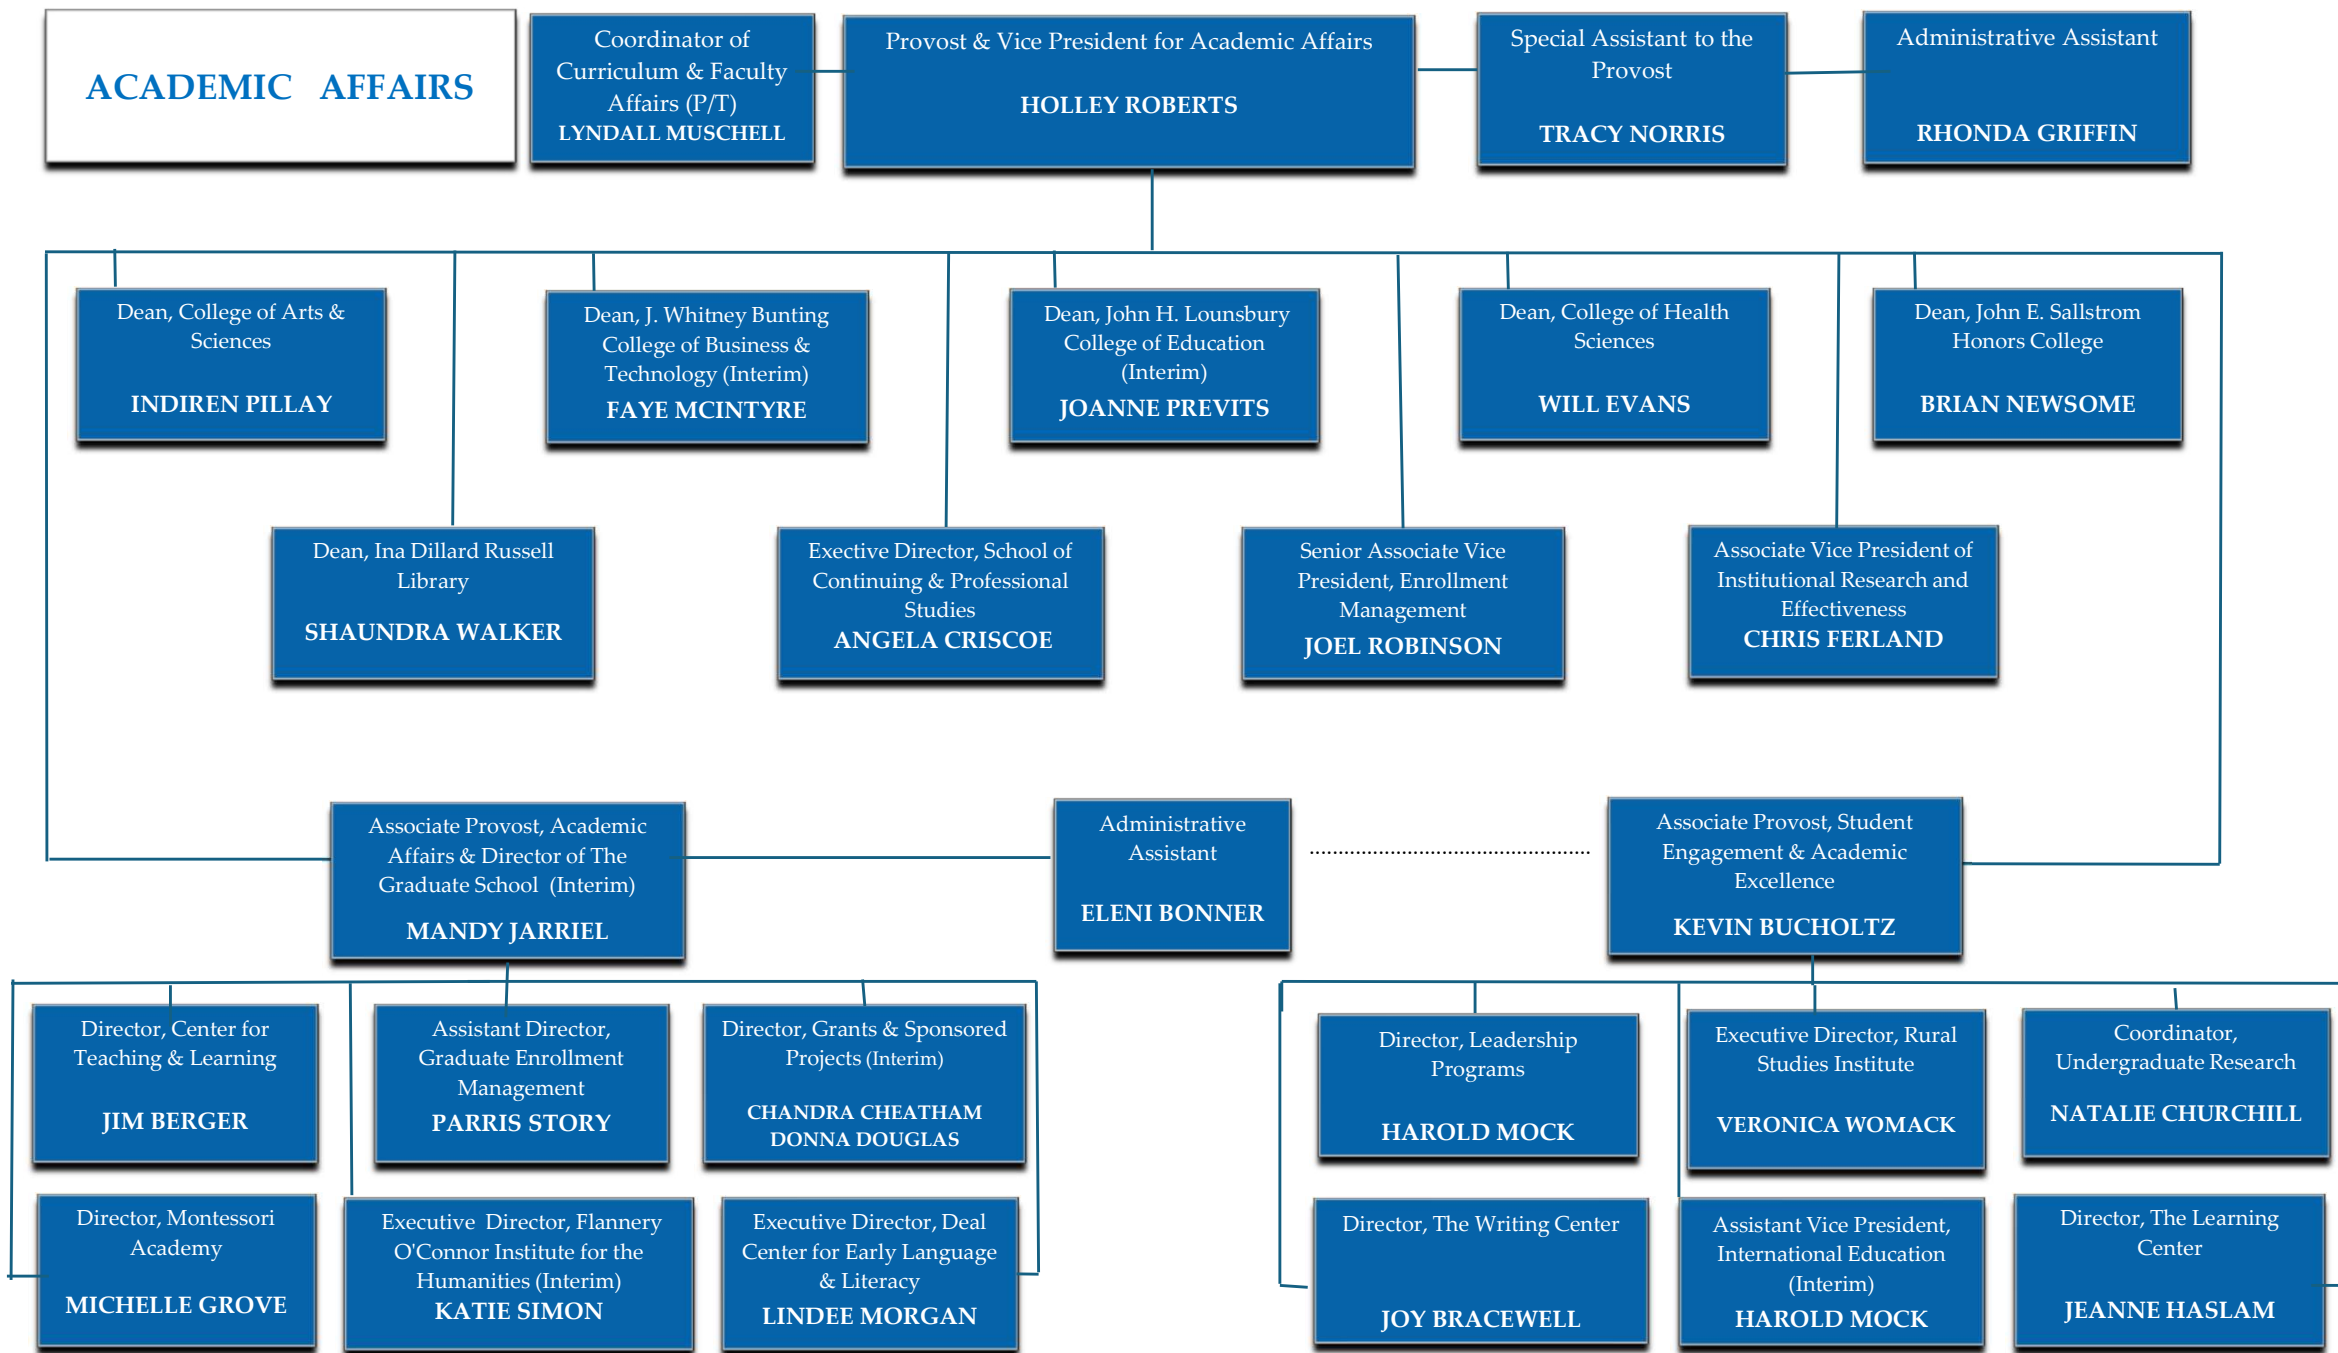 ACADEMIC AFFAIRS
Coordinator of
Curriculum & Faculty
Affairs (P/T)
LYNDALL MUSCHELL
Provost & Vice President for Academic Affairs
HOLLEY ROBERTS
Special Assistant to the
Provost
TRACY NORRIS
Administrative Assistant
RHONDA GRIFFIN
Dean, College of Arts &
Sciences
INDIREN PILLAY
Dean, J. Whitney Bunting
College of Business &
Technology (Interim)
FAYE MCINTYRE
Dean, John H. Lounsbury
College of Education
(Interim)
JOANNE PREVITS
Dean, College of Health
Sciences
WILL EVANS
Dean, John E. Sallstrom
Honors College
BRIAN NEWSOME
Dean, Ina Dillard Russell
Library
SHAUNDRA WALKER
Exective Director, School of
Continuing & Professional
Studies
ANGELA CRISCOE
Senior Associate Vice
President, Enrollment
Management
JOEL ROBINSON
Associate Vice President of
Institutional Research and
Effectiveness
CHRIS FERLAND
Associate Provost, Academic
Affairs & Director of The
Graduate School (Interim)
MANDY JARRIEL
Administrative
Assistant
ELENI BONNER
Associate Provost, Student
Engagement & Academic
Excellence
KEVIN BUCHOLTZ
Director, Center for
Teaching & Learning
JIM BERGER
Assistant Director,
Graduate Enrollment
Management
PARRIS STORY
Director, Grants & Sponsored
Projects (Interim)
CHANDRA CHEATHAM
DONNA DOUGLAS
Director, Leadership
Programs
HAROLD MOCK
Executive Director, Rural
Studies Institute
VERONICA WOMACK
Coordinator,
Undergraduate Research
NATALIE CHURCHILL
Director, Montessori
Academy
MICHELLE GROVE
Executive Director, Flannery
O'Connor Institute for the
Humanities (Interim)
KATIE SIMON
Executive Director, Deal
Center for Early Language
& Literacy
LINDEE MORGAN
Director, The Writing Center
JOY BRACEWELL
Assistant Vice President,
International Education
(Interim)
HAROLD MOCK
Director, The Learning
Center
JEANNE HASLAM